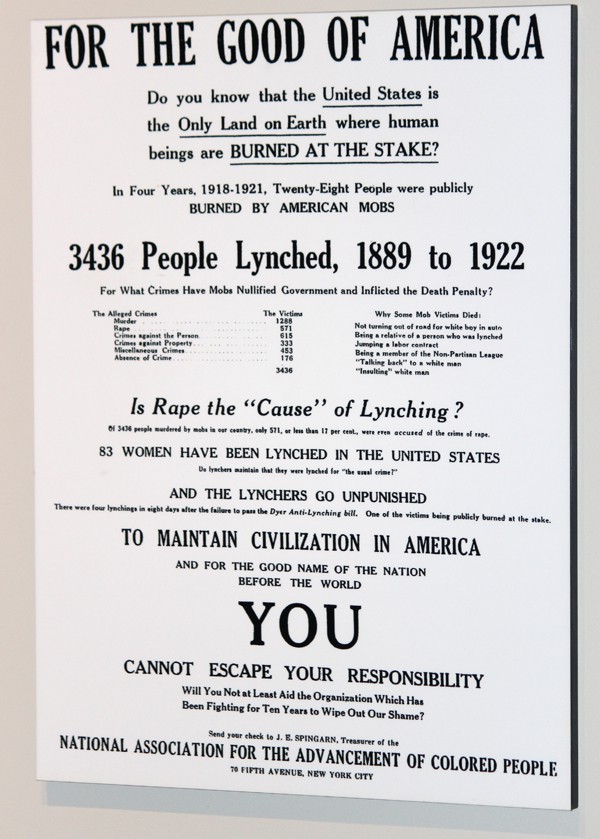 FOR THE GOOD OF AMERICA
Do you know that the United States is
the Only Land on Earth where human
beings are BURNED AT THE STAKE?
In Four Years, 1918-1921, Twenty-Eight People were publicly
BURNED BY AMERICAN MOBS
3436 People Lynched, 1889 to 1922
For What Crimes Have Mobs Nullified Government and Inflicted the Death Penalty?
The Alleged Crimes The Victims
Murder 1288
Rape 571
Crimes against the Person 615
Crimes against Property 333
Miscellaneous Crimes 453
Absence of Crime 176
3436
Why Some Mob Victims Died:
Not turning out of road for white boy in auto
Being a relative of a person who was lynched
Jumping a labor contract
Being a member of the Non-Partisan League
"Talking back" to a white man
"Insulting" white man
Is Rape the "Cause" of Lynching?
Of 3436 people murdered by mobs in our country, only 571, or less than 17 per cent., were even accused of the crime of rape.
83 WOMEN HAVE BEEN LYNCHED IN THE UNITED STATES
Do lynchers maintain that they were lynched for "the usual crime?"
AND THE LYNCHERS GO UNPUNISHED
There were four lynchings in eight days after the failure to pass the Dyer Anti-Lynching bill. One of the victims being publicly burned at the stake.
TO MAINTAIN CIVILIZATION IN AMERICA
AND FOR THE GOOD NAME OF THE NATION
BEFORE THE WORLD
YOU
CANNOT ESCAPE YOUR RESPONSIBILITY
Will You Not at Least Aid the Organization Which Has
Been Fighting for Ten Years to Wipe Out Our Shame?
Send your check to J. E. SPINGARN, Treasurer of the
NATIONAL ASSOCIATION FOR THE ADVANCEMENT OF COLORED PEOPLE
70 FIFTH AVENUE, NEW YORK CITY